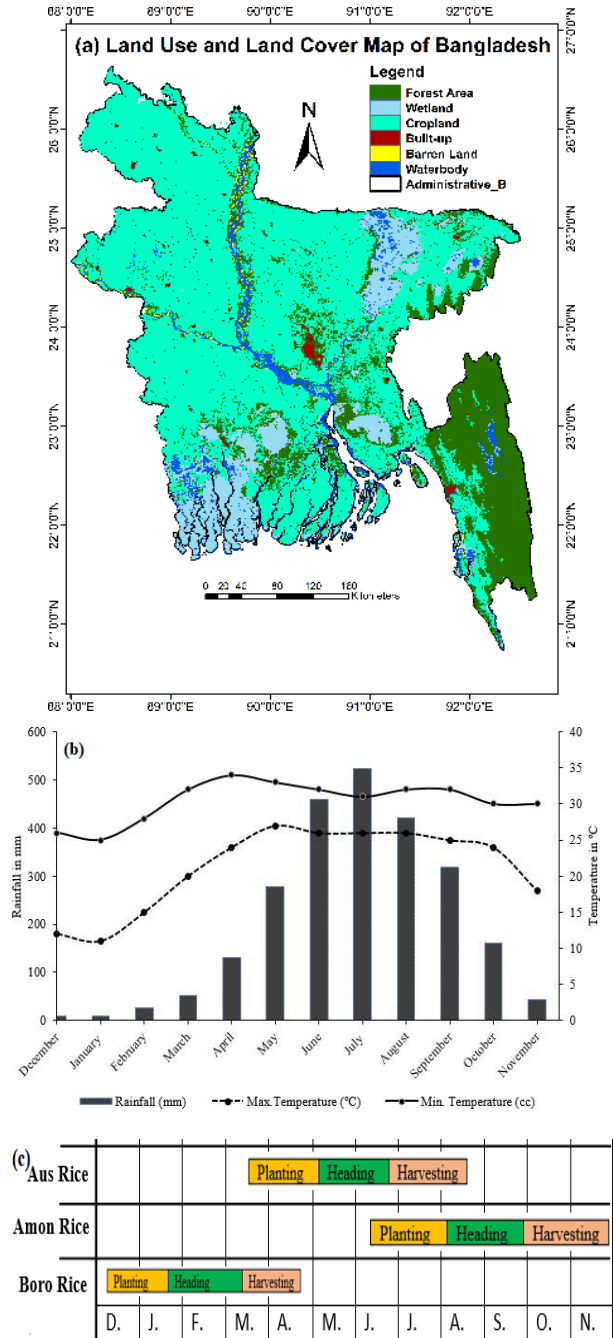 88°0'0"E 89°0'0"E 90°0'0"E 91°0'0"E 92°0'0"E
(a) Land Use and Land Cover Map of Bangladesh
Legend
Forest Area
Wetland
Cropland
Built-up
Barren Land
Waterbody
Administrative_B
N
27°0'0"N
26°0'0"N 26°0'0"N
25°0'0"N 25°0'0"N
24°0'0"N 24°0'0"N
23°0'0"N 23°0'0"N
22°0'0"N 22°0'0"N
21°0'0"N 21°0'0"N
0 20 40 80 120 180
Kilometers
88°0'0"E 89°0'0"E 90°0'0"E 91°0'0"E 92°0'0"E
(b)
Rainfall in mm
600
500
400
300
200
100
0
Temperature in °C
40
35
30
25
20
15
10
5
0
December January February March April May June July August September October November
Rainfall (mm) Max.Temperature (°C) Min. Temperature (cc)
(c)
Aus Rice Planting Heading Harvesting
Amon Rice Planting Heading Harvesting
Boro Rice Planting Heading Harvesting
D. J. F. M. A. M. J. J. A. S. O. N.